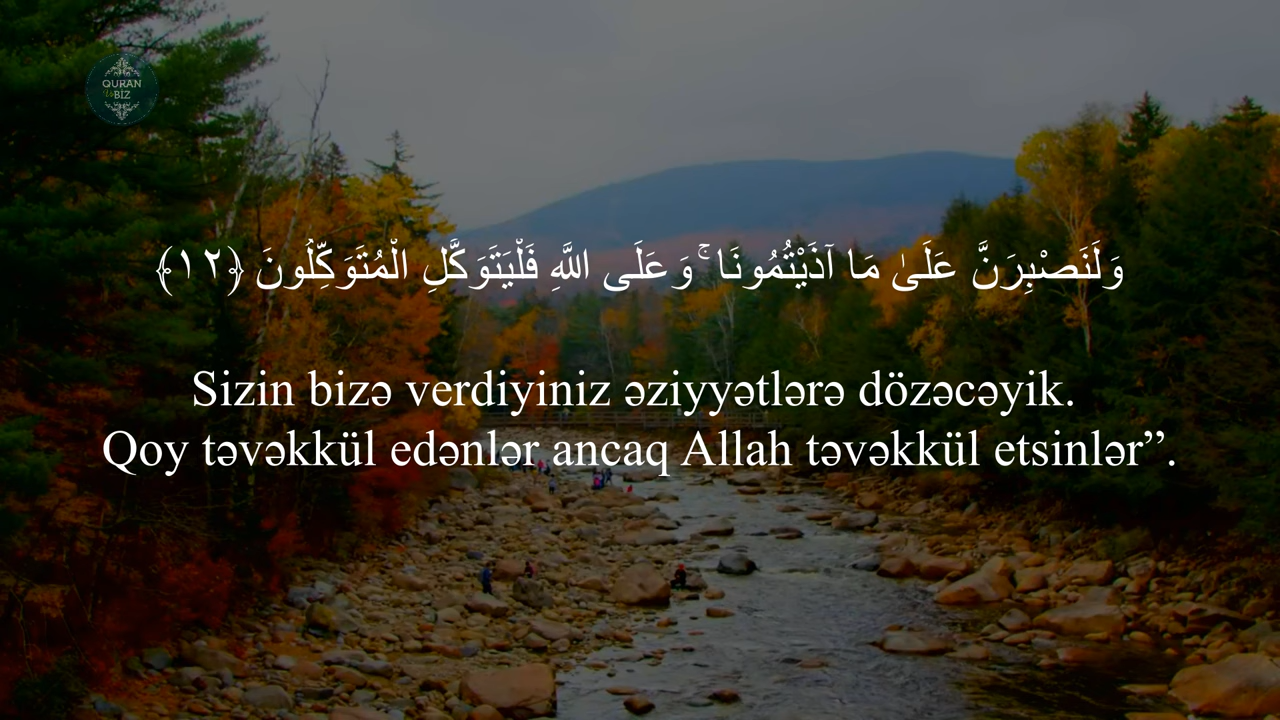 QURAN
Və BİZ
وَلَنَصْبِرَنَّ عَلَىٰ مَا آذَيْتُمُونَا ۚ وَعَلَى اللَّهِ فَلْيَتَوَكَّلِ الْمُتَوَكِّلُونَ ﴿١٢﴾
Sizin bizə verdiyiniz əziyyətlərə dözəcəyik.
Qoy təvəkkül edənlər ancaq Allah təvəkkül etsinlər”.